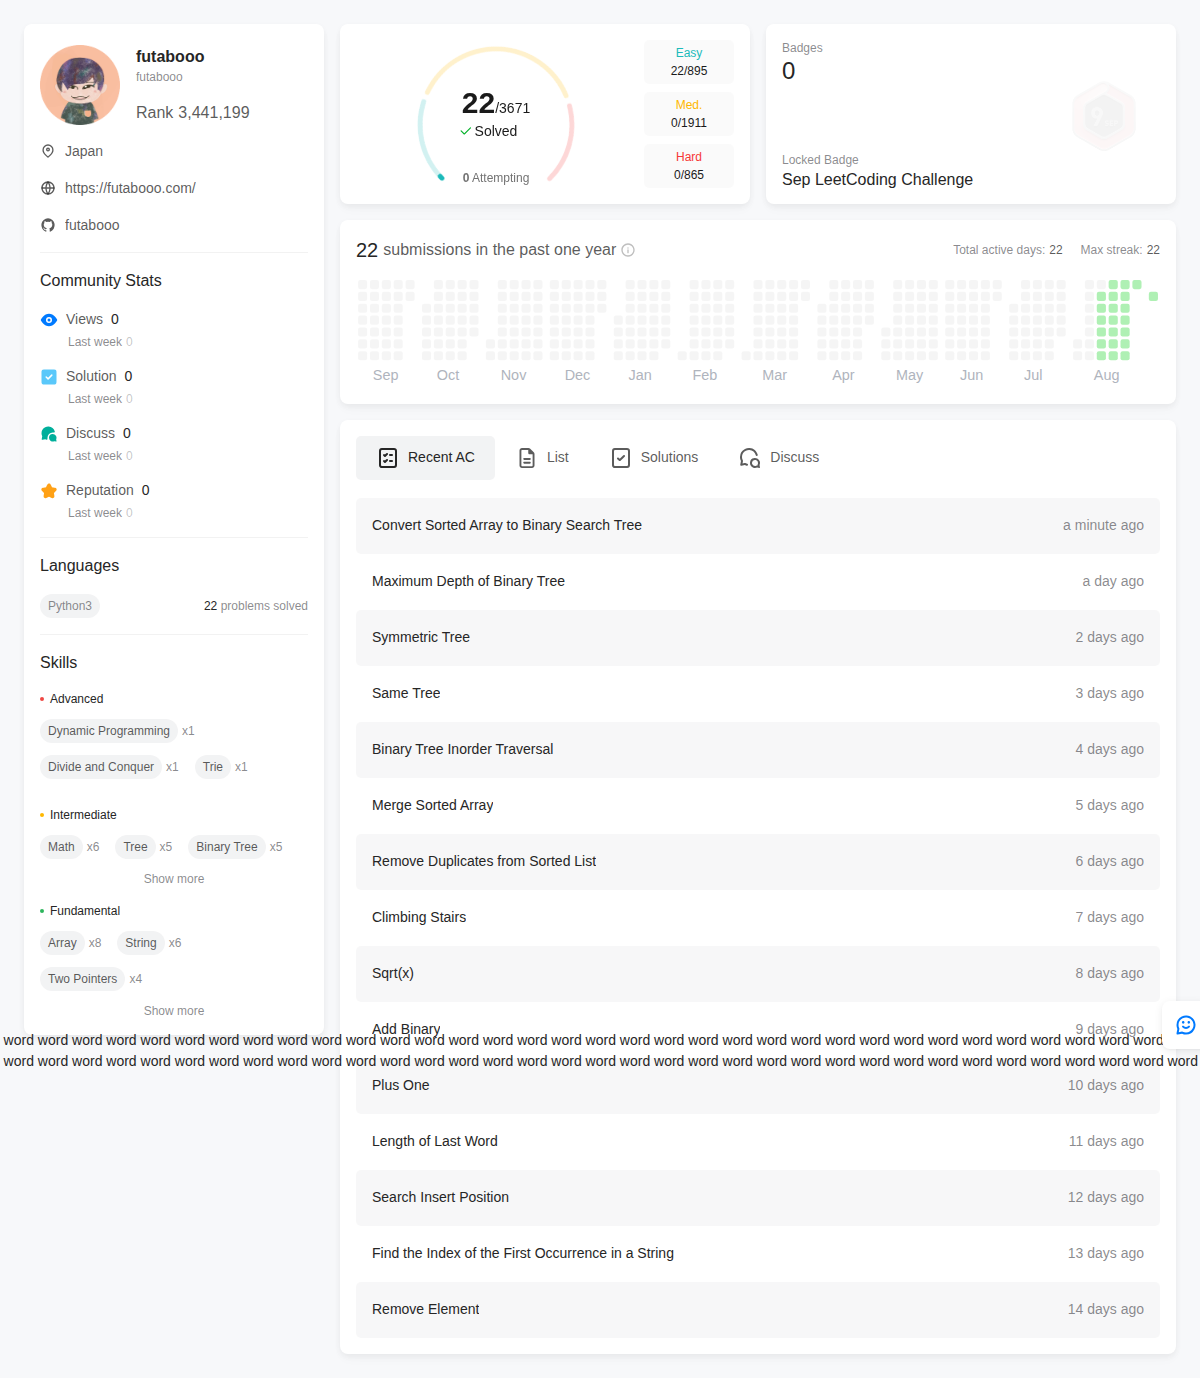 futabooo
futabooo
Rank 3,441,199
Japan
https://futabooo.com/
futabooo
Community Stats
Views 0
Last week 0
Solution 0
Last week 0
Discuss 0
Last week 0
Reputation 0
Last week 0
Languages
Python3 22 problems solved
Skills
Advanced
Dynamic Programming x1
Divide and Conquer x1 Trie x1
Intermediate
Math x6 Tree x5 Binary Tree x5
Show more
Fundamental
Array x8 String x6
Two Pointers x4
Show more
22/3671
Solved
0 Attempting
Easy
22/895
Med.
0/1911
Hard
0/865
Badges
0
Locked Badge
Sep LeetCoding Challenge
22 submissions in the past one year
Total active days: 22 Max streak: 22
Sep Oct Nov Dec Jan Feb Mar Apr May Jun Jul Aug
Recent AC List Solutions Discuss
Convert Sorted Array to Binary Search Tree a minute ago
Maximum Depth of Binary Tree a day ago
Symmetric Tree 2 days ago
Same Tree 3 days ago
Binary Tree Inorder Traversal 4 days ago
Merge Sorted Array 5 days ago
Remove Duplicates from Sorted List 6 days ago
Climbing Stairs 7 days ago
Sqrt(x) 8 days ago
Add Binary 9 days ago
word word word word word word word word word word word word word word word word word word word word word word word word word word word word word word word word word word
word word word word word word word word word word word word word word word word word word word word word word word word word word word word word word word word word word word
Plus One 10 days ago
Length of Last Word 11 days ago
Search Insert Position 12 days ago
Find the Index of the First Occurrence in a String 13 days ago
Remove Element 14 days ago